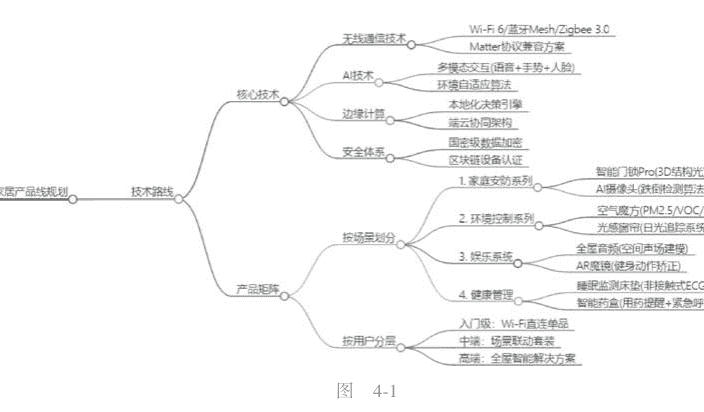 家居产品线规划
技术路线
核心技术
无线通信技术
Wi-Fi 6/蓝牙Mesh/Zigbee 3.0
Matter协议兼容方案
AI技术
多模态交互(语音+手势+人脸)
环境自适应算法
边缘计算
本地化决策引擎
端云协同架构
安全体系
国密级数据加密
区块链设备认证
产品矩阵
按场景划分
1. 家庭安防系列
智能门锁Pro(3D结构光
AI摄像头(跌倒检测算法
2. 环境控制系列
空气魔方(PM2.5/VOC/
光感窗帘(日光追踪系统
3. 娱乐系统
全屋音频(空间声场建模)
AR魔镜(健身动作矫正)
4. 健康管理
睡眠监测床垫(非接触式ECG
智能药盒(用药提醒+紧急呼
按用户分层
入门级：Wi-Fi直连单品
中端：场景联动套装
高端：全屋智能解决方案
图 4-1